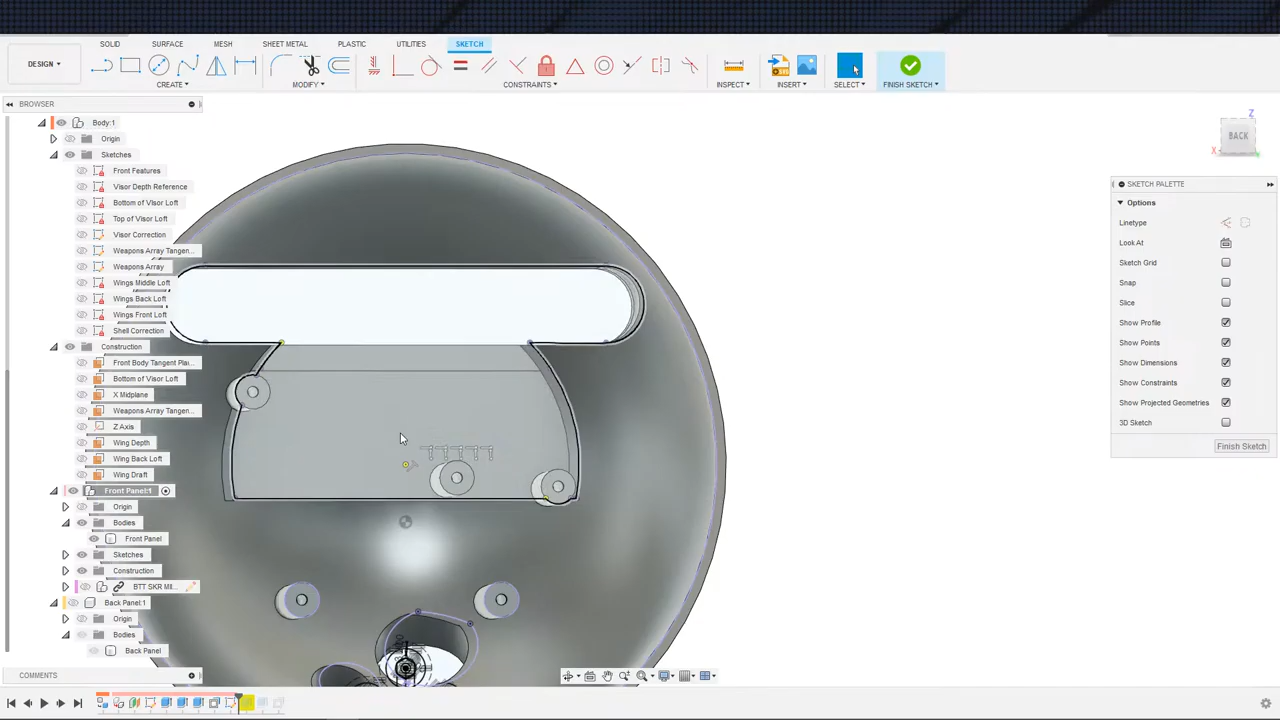 SOLID SURFACE MESH SHEET METAL PLASTIC UTILITIES SKETCH
DESIGN ▾
CREATE ▾ MODIFY ▾ CONSTRAINTS ▾ INSPECT ▾ INSERT ▾ SELECT ▾ FINISH SKETCH ▾
BROWSER
Body:1
Origin
Sketches
Front Features
Visor Depth Reference
Bottom of Visor Loft
Top of Visor Loft
Visor Correction
Weapons Array Tangen...
Weapons Array
Wings Middle Loft
Wings Back Loft
Wings Front Loft
Shell Correction
Construction
Front Body Tangent Pla...
Bottom of Visor Loft
X Midplane
Weapons Array Tangen...
Z Axis
Wing Depth
Wing Back Loft
Wing Draft
Front Panel:1
Origin
Bodies
Front Panel
Sketches
Construction
BTT SKR MI...
Back Panel:1
Origin
Bodies
Back Panel
COMMENTS
Z
BACK
X
SKETCH PALETTE
Options
Linetype
Look At
Sketch Grid
Snap
Slice
Show Profile
Show Points
Show Dimensions
Show Constraints
Show Projected Geometries
3D Sketch
Finish Sketch